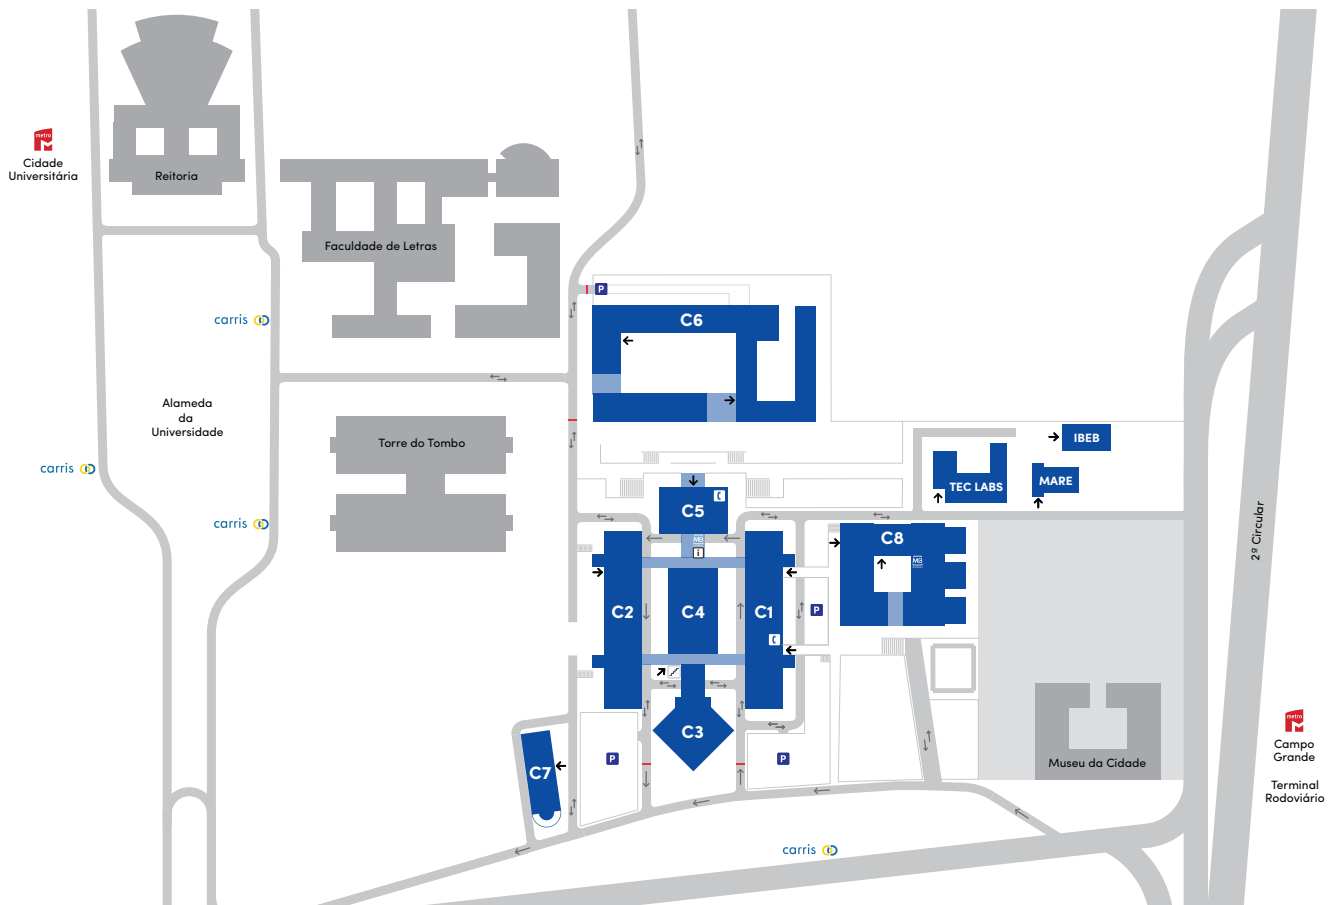 metro
Cidade
Universitária
Reitoria
Faculdade de Letras
carris
P
C6
Alameda
da
Universidade
Torre do Tombo
IBEB
carris
TEC LABS
MARE
C5
carris
C8
2ª Circular
MB
i
MB
C2
C4
C1
P
C3
metro
Campo
Grande
Terminal
Rodoviário
C7
P
P
Museu da Cidade
carris